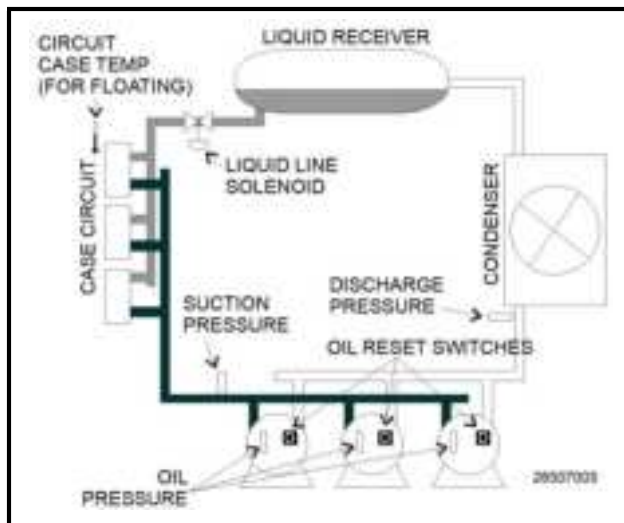 CIRCUIT
CASE TEMP
(FOR FLOATING)
LIQUID RECEIVER
LIQUID LINE
SOLENOID
CASE CIRCUIT
CONDENSER
SUCTION
PRESSURE
DISCHARGE
PRESSURE
OIL RESET SWITCHES
OIL
PRESSURE
26507003